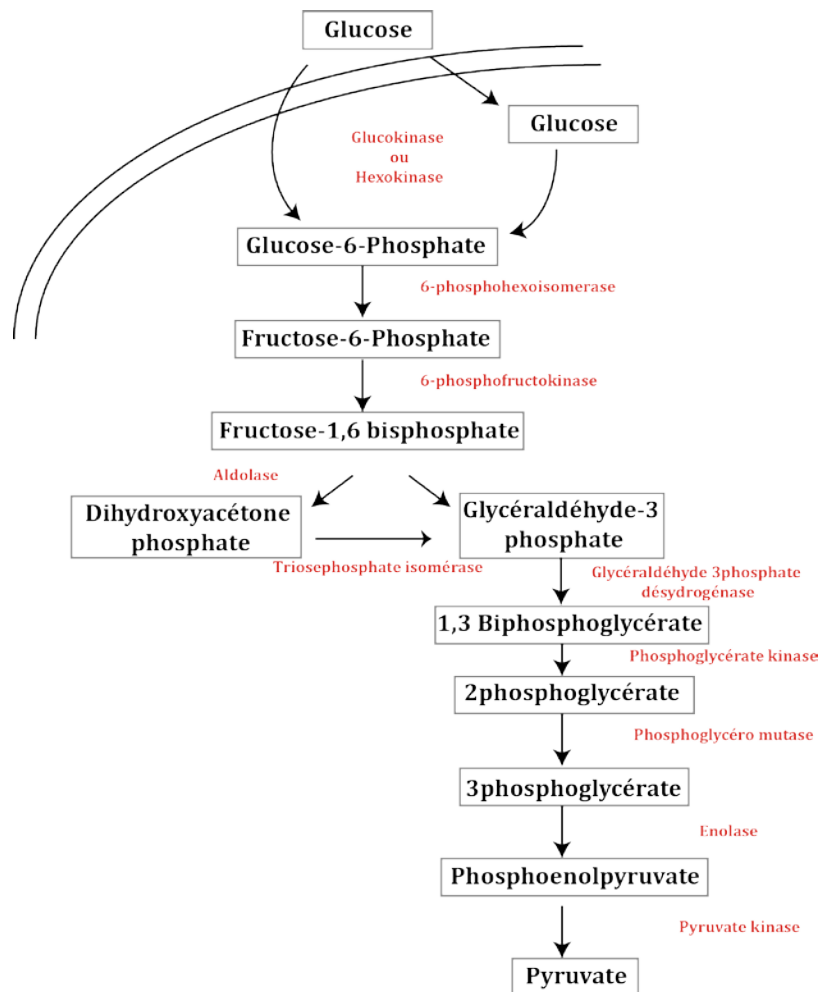 Glucose
Glucose
Glucokinase
ou
Hexokinase
Glucose-6-Phosphate
6-phosphohexoisomerase
Fructose-6-Phosphate
6-phosphofructokinase
Fructose-1,6 bisphosphate
Aldolase
Dihydroxyacétone
phosphate
Glycéraldéhyde-3
phosphate
Triosephosphate isomérase
Glycéraldéhyde 3phosphate
désydrogénase
1,3 Biphosphoglycérate
Phosphoglycérate kinase
2phosphoglycérate
Phosphoglycéro mutase
3phosphoglycérate
Enolase
Phosphoenolpyruvate
Pyruvate kinase
Pyruvate